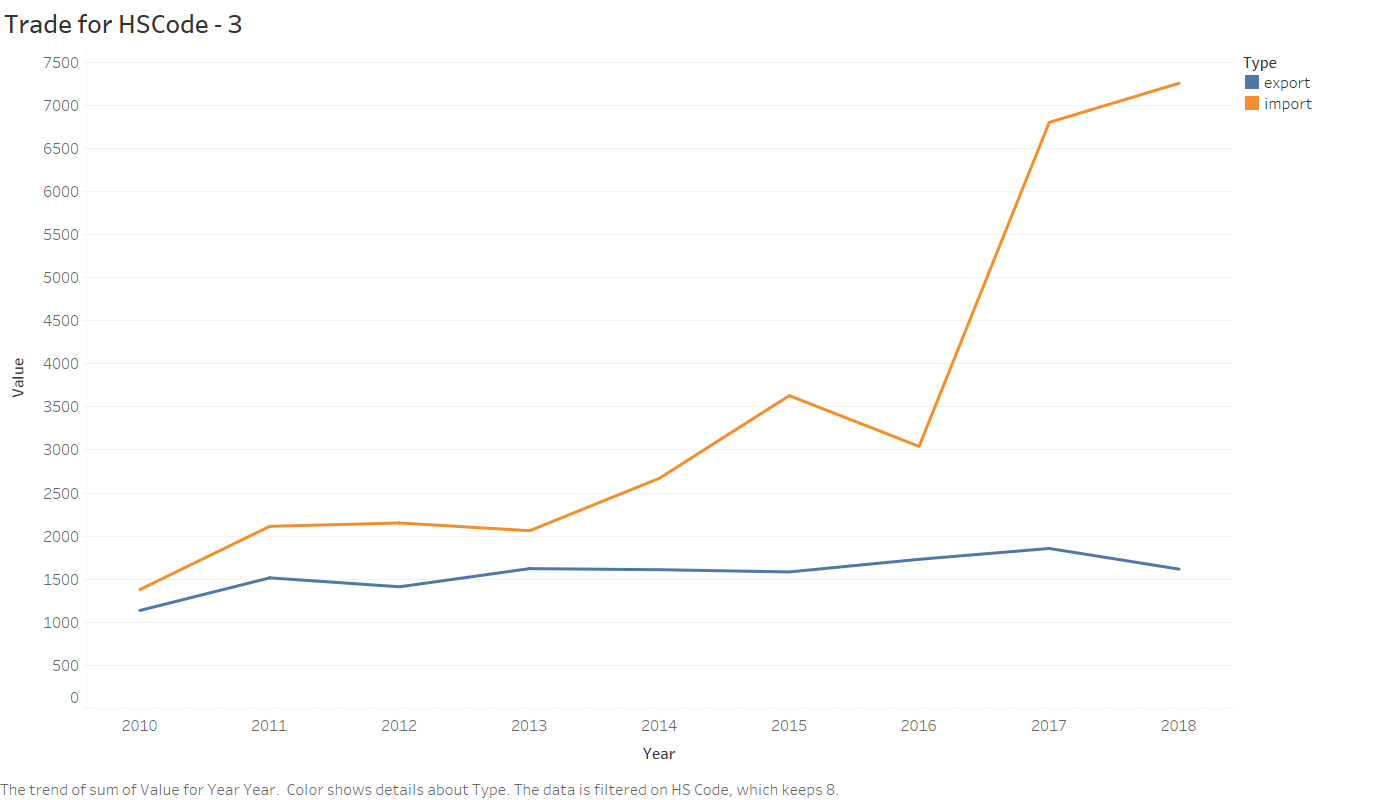 Trade for HSCode - 3
7500
7000
6500
6000
5500
5000
4500
4000
3500
3000
2500
2000
1500
1000
500
0
Value
2010 2011 2012 2013 2014 2015 2016 2017 2018
Year
Type
export
import
The trend of sum of Value for Year Year.  Color shows details about Type. The data is filtered on HS Code, which keeps 8.